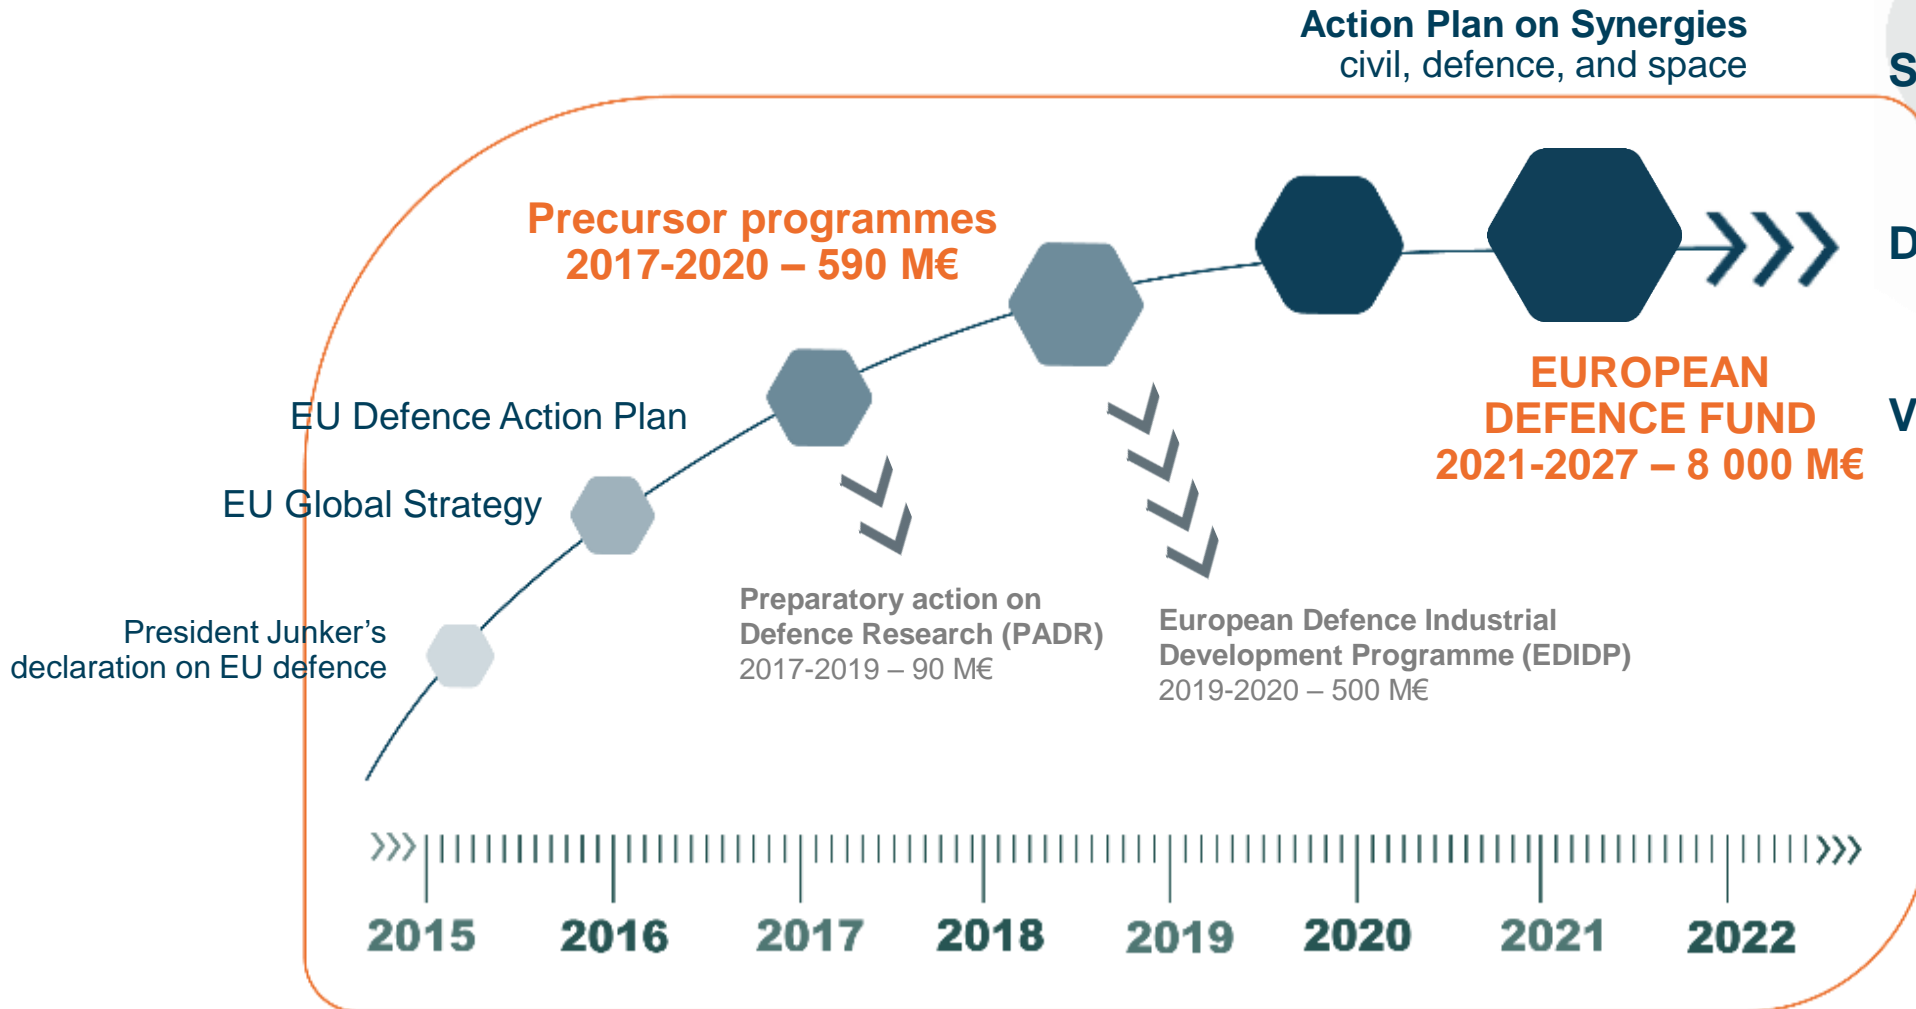 Action Plan on Synergies
civil, defence, and space
S
D
V
Precursor programmes
2017-2020 – 590 M€
EUROPEAN
DEFENCE FUND
2021-2027 – 8 000 M€
EU Defence Action Plan
EU Global Strategy
President Junker’s
declaration on EU defence
Preparatory action on
Defence Research (PADR)
2017-2019 – 90 M€
European Defence Industrial
Development Programme (EDIDP)
2019-2020 – 500 M€
2015 2016 2017 2018 2019 2020 2021 2022